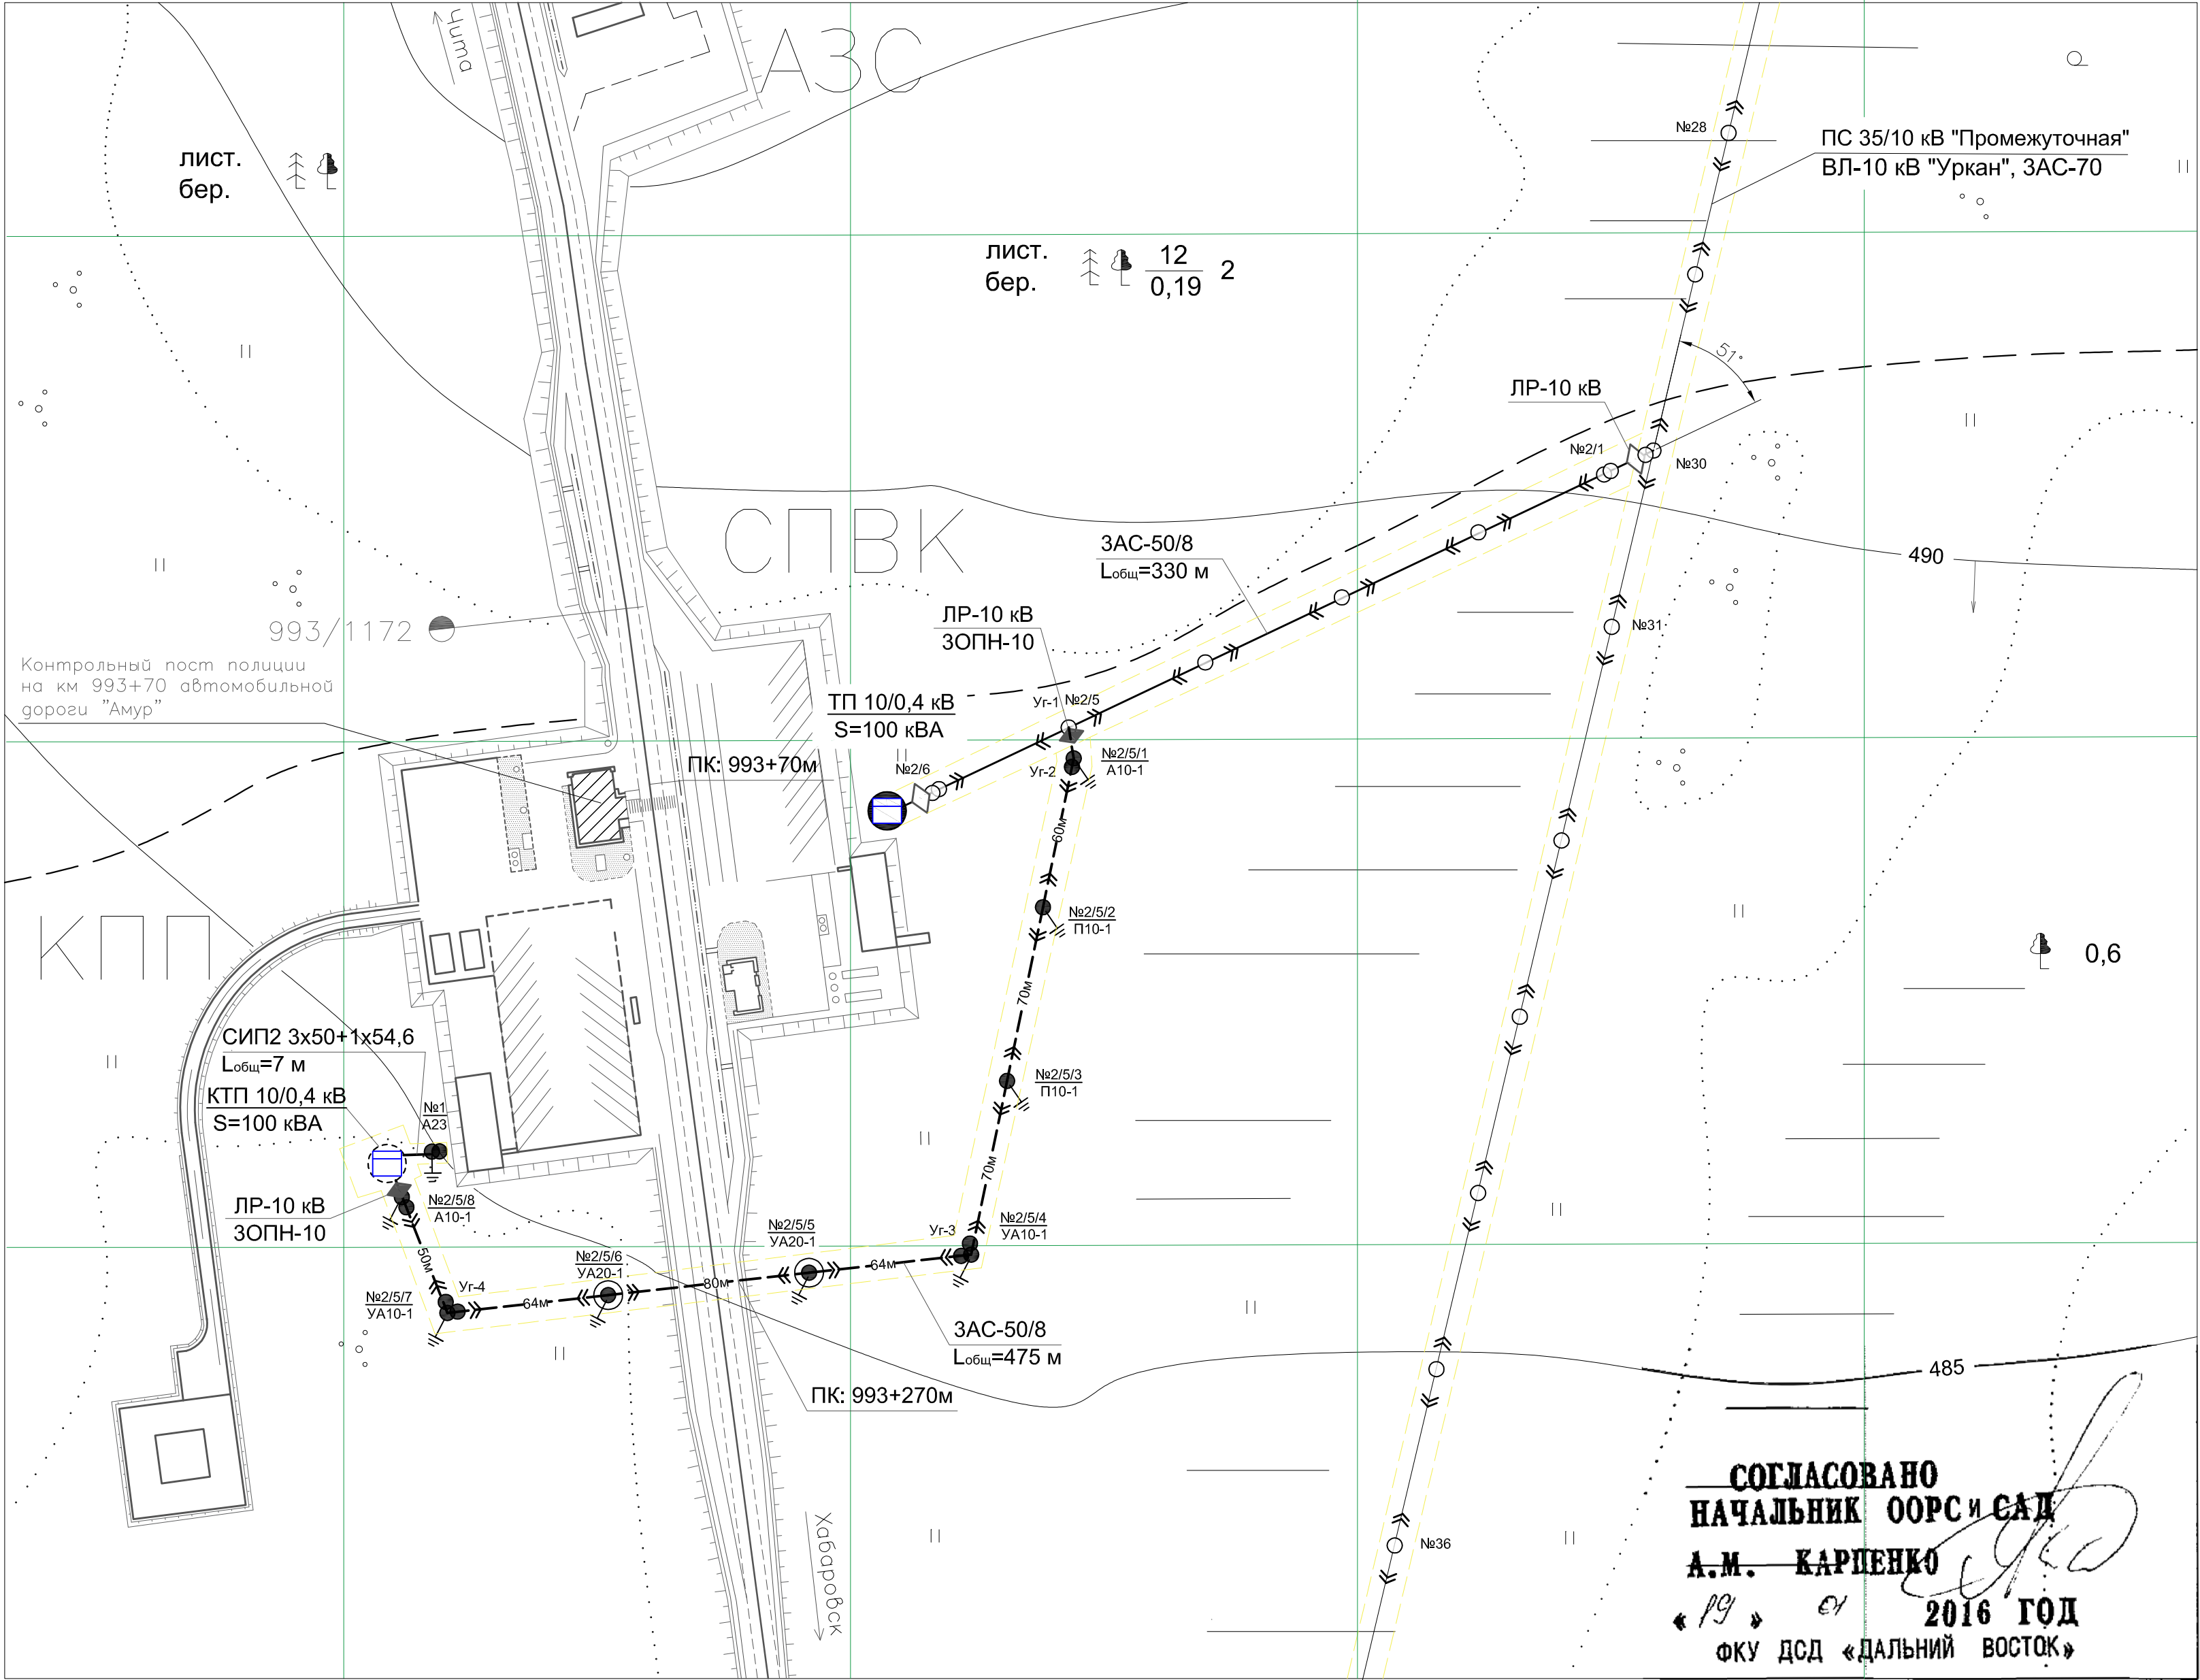 Чита
АЗС
№28
ПС 35/10 кВ "Промежуточная"
ВЛ-10 кВ "Уркан", 3АС-70
лист.
бер.
лист.
бер.
12
0,19
2
51°
ЛР-10 кВ
№2/1
№30
СПВК
3АС-50/8
Lобщ=330 м
490
ЛР-10 кВ
3ОПН-10
993/1172
№31
Контрольный пост полиции
на км 993+70 автомобильной
дороги "Амур"
ТП 10/0,4 кВ
S=100 кВА
Уг-1 №2/5
ПК: 993+70м
№2/6
Уг-2
№2/5/1
А10-1
60м
№2/5/2
П10-1
КПП
0,6
70м
СИП2 3х50+1х54,6
Lобщ=7 м
КТП 10/0,4 кВ
S=100 кВА
№1
А23
№2/5/3
П10-1
70м
ЛР-10 кВ
3ОПН-10
№2/5/8
А10-1
50м
№2/5/5
УА20-1
Уг-3
№2/5/4
УА10-1
№2/5/6
УА20-1
64м
80м
64м
№2/5/7
УА10-1
Уг-4
3АС-50/8
Lобщ=475 м
ПК: 993+270м
485
Хабаровск
№36
СОГЛАСОВАНО
НАЧАЛЬНИК ООРС и САД
А.М. КАРПЕНКО
« 19 » 01 2016 ГОД
ФКУ ДСД «ДАЛЬНИЙ ВОСТОК»